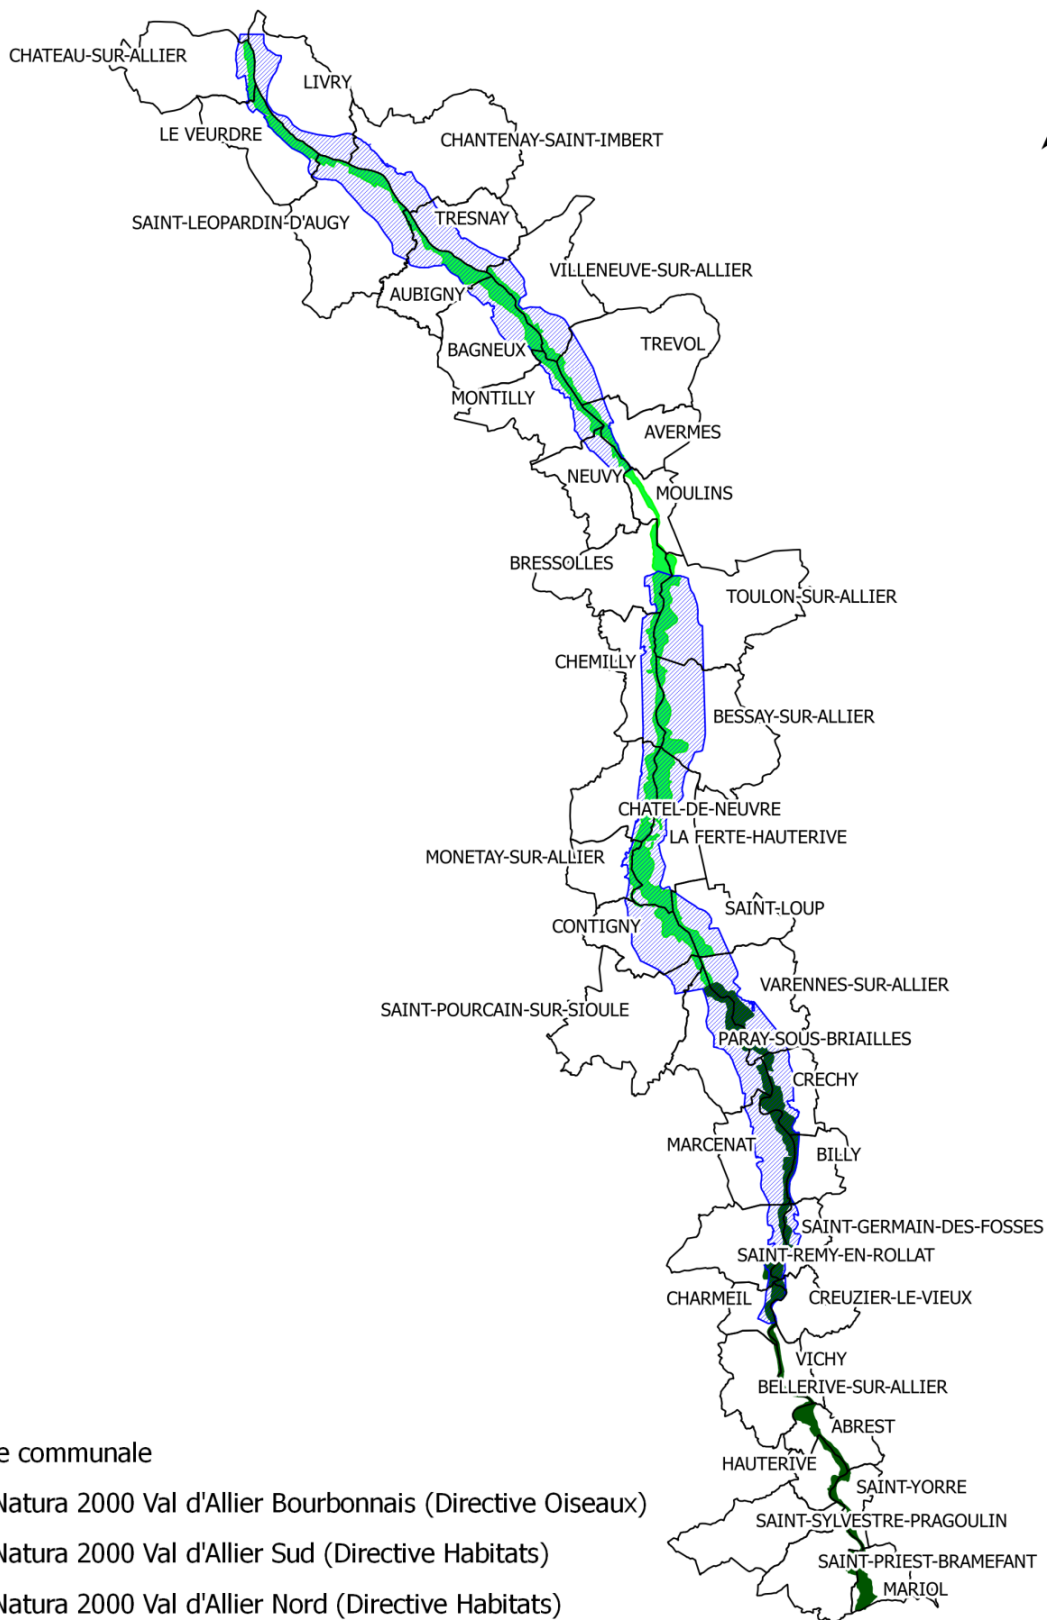 CHATEAU-SUR-ALLIER
LIVRY
LE VEURDRE
CHANTENAY-SAINT-IMBERT
SAINT-LEOPARDIN-D'AUGY
TRESNAY
VILLENEUVE-SUR-ALLIER
AUBIGNY
TREVOL
BAGNEUX
MONTILLY
AVERMES
NEUVY
MOULINS
BRESSOLLES
TOULON-SUR-ALLIER
CHEMILLY
BESSAY-SUR-ALLIER
CHATEL-DE-NEUVRE
LA FERTE-HAUTERIVE
MONETAY-SUR-ALLIER
SAINT-LOUP
CONTIGNY
VARENNES-SUR-ALLIER
SAINT-POURCAIN-SUR-SIOULE
PARAY-SOUS-BRIAILLES
CRECHY
MARCENAT
BILLY
SAINT-GERMAIN-DES-FOSSES
SAINT-REMY-EN-ROLLAT
CHARMEIL
CREUZIER-LE-VIEUX
VICHY
BELLERIVE-SUR-ALLIER
ABREST
HAUTERIVE
SAINT-YORRE
SAINT-SYLVESTRE-PRAGOULIN
SAINT-PRIEST-BRAMEFANT
MARIOL
e communale
Natura 2000 Val d'Allier Bourbonnais (Directive Oiseaux)
Natura 2000 Val d'Allier Sud (Directive Habitats)
Natura 2000 Val d'Allier Nord (Directive Habitats)